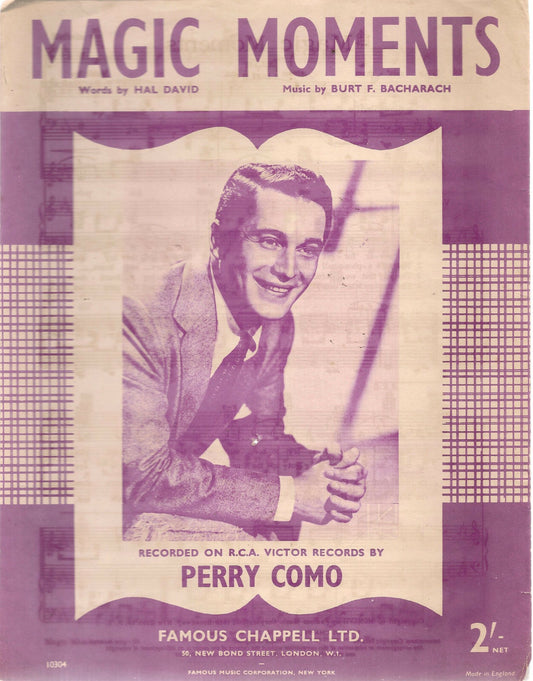 MAGIC MOMENTS
Words by HAL DAVID Music by BURT F. BACHARACH
RECORDED ON R.C.A. VICTOR RECORDS BY
PERRY COMO
FAMOUS CHAPPELL LTD.
50, NEW BOND STREET, LONDON, W.1.
FAMOUS MUSIC CORPORATION, NEW YORK
10304
2/-
NET
Made in England